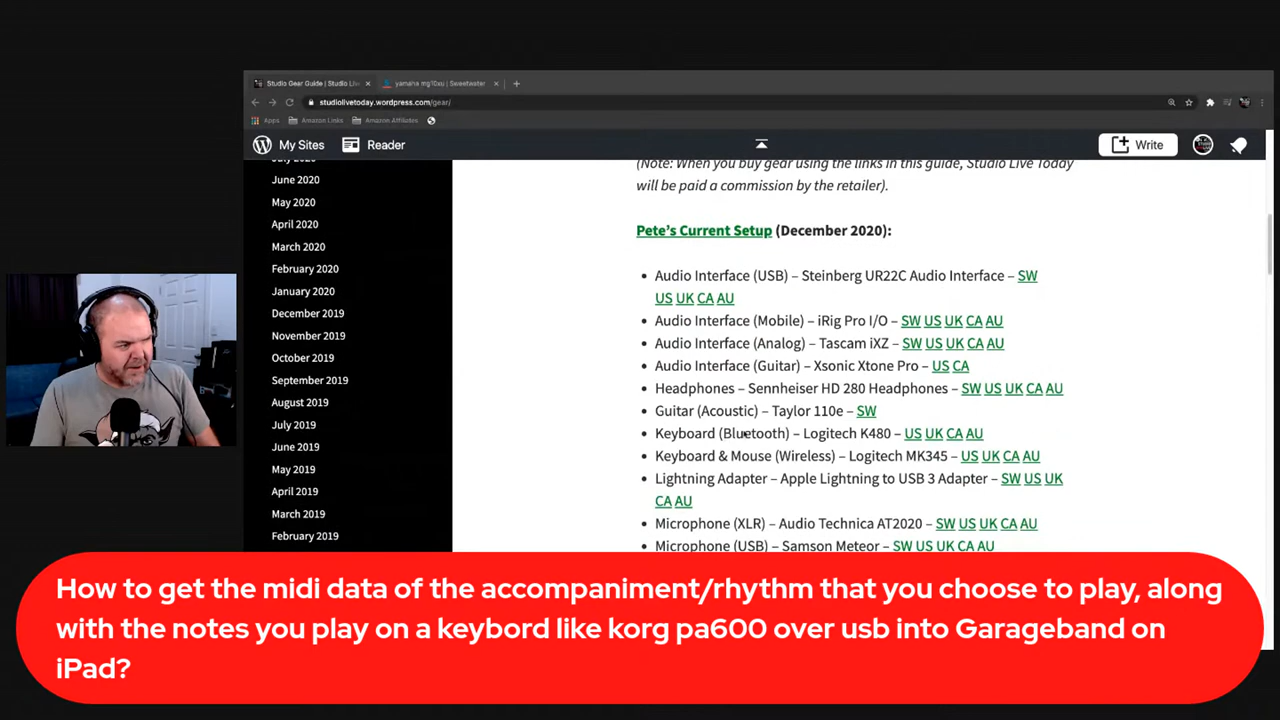 Studio Gear Guide | Studio Liv
yamaha mg10xu | Sweetwater
studiolivetoday.wordpress.com/gear/
Apps Amazon Links Amazon Affiliates
My Sites Reader Write
July 2020
June 2020
May 2020
April 2020
March 2020
February 2020
January 2020
December 2019
November 2019
October 2019
September 2019
August 2019
July 2019
June 2019
May 2019
April 2019
March 2019
February 2019
(Note: When you buy gear using the links in this guide, Studio Live Today
will be paid a commission by the retailer).
Pete's Current Setup (December 2020):
• Audio Interface (USB) – Steinberg UR22C Audio Interface – SW
US UK CA AU
• Audio Interface (Mobile) – iRig Pro I/O – SW US UK CA AU
• Audio Interface (Analog) – Tascam iXZ – SW US UK CA AU
• Audio Interface (Guitar) – Xsonic Xtone Pro – US CA
• Headphones – Sennheiser HD 280 Headphones – SW US UK CA AU
• Guitar (Acoustic) – Taylor 110e – SW
• Keyboard (Bluetooth) – Logitech K480 – US UK CA AU
• Keyboard & Mouse (Wireless) – Logitech MK345 – US UK CA AU
• Lightning Adapter – Apple Lightning to USB 3 Adapter – SW US UK
CA AU
• Microphone (XLR) – Audio Technica AT2020 – SW US UK CA AU
• Microphone (USB) – Samson Meteor – SW US UK CA AU
How to get the midi data of the accompaniment/rhythm that you choose to play, along
with the notes you play on a keybord like korg pa600 over usb into Garageband on
iPad?